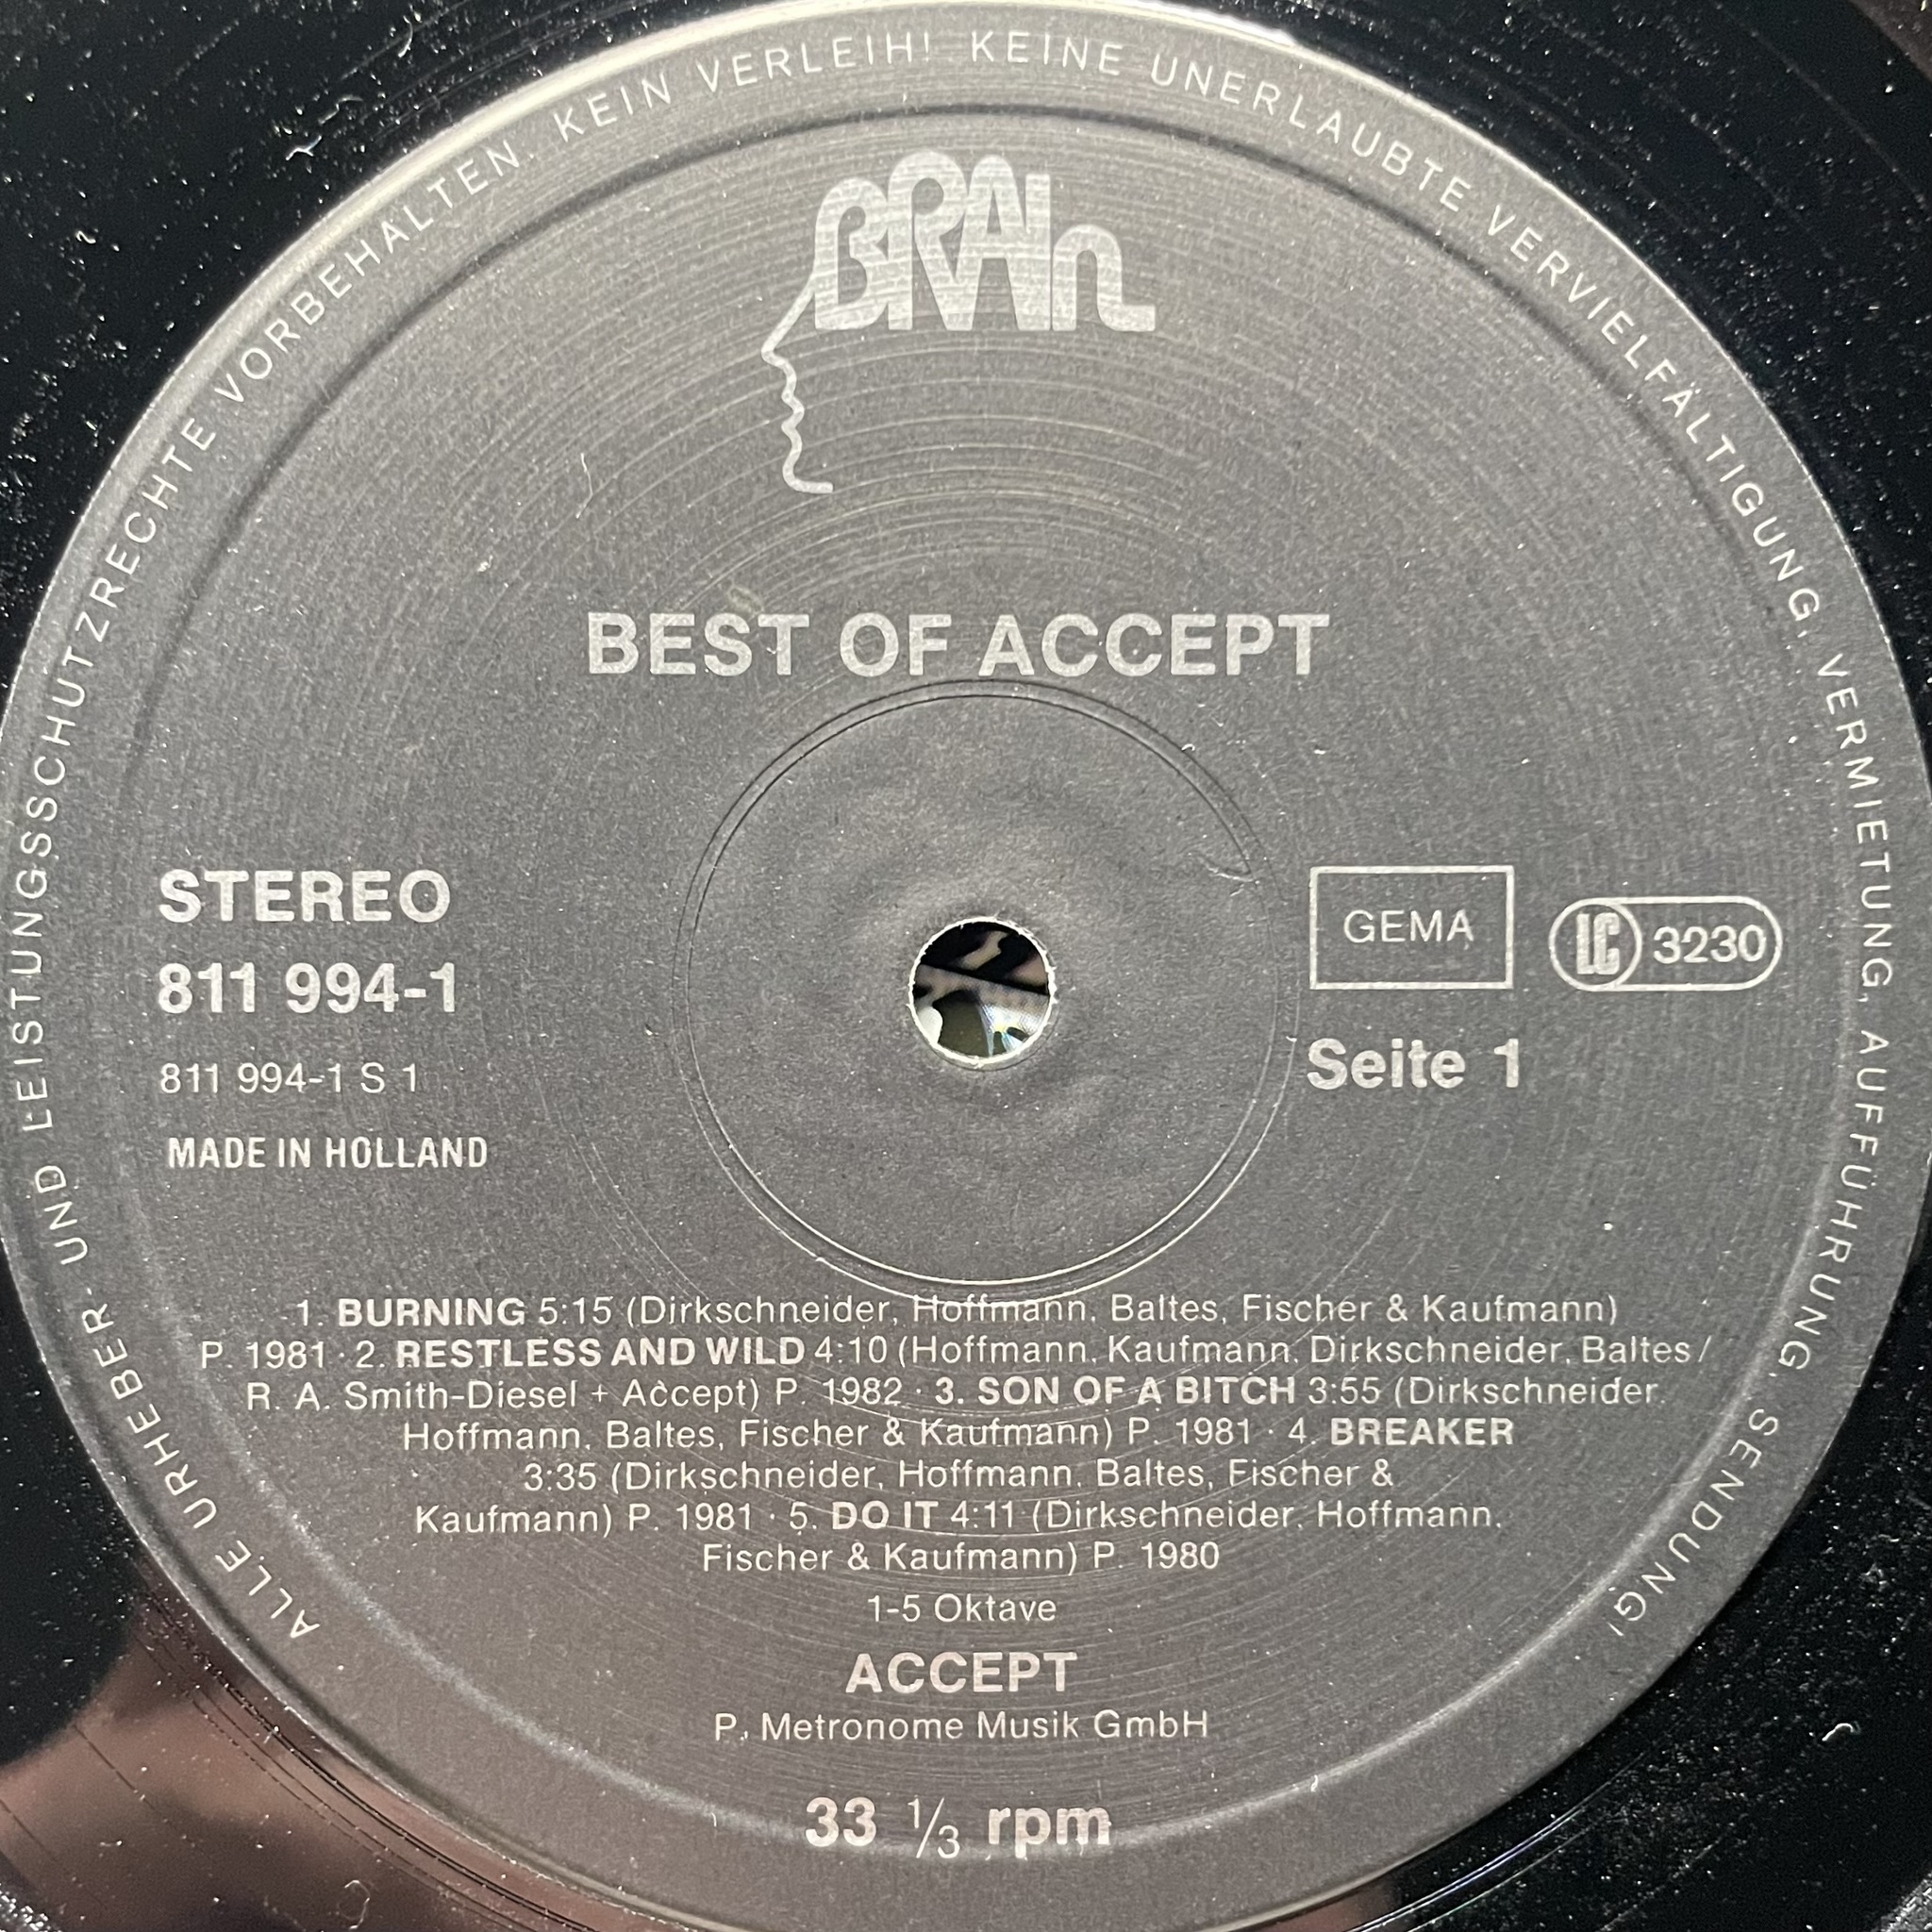 ALLE URHEBER- UND LEISTUNGSSCHUTZRECHTE VORBEHALTEN. KEIN VERLEIH! KEINE UNERLAUBTE VERVIELFÄLTIGUNG, VERMIETUNG, AUFFÜHRUNG, SENDUNG!
BRAIn
BEST OF ACCEPT
STEREO
811 994-1
811 994-1 S 1
MADE IN HOLLAND
GEMA
LC 3230
Seite 1
1. BURNING 5:15 (Dirkschneider, Hoffmann, Baltes, Fischer & Kaufmann)
P. 1981 · 2. RESTLESS AND WILD 4:10 (Hoffmann, Kaufmann, Dirkschneider, Baltes /
R. A. Smith-Diesel + Accept) P. 1982 · 3. SON OF A BITCH 3:55 (Dirkschneider,
Hoffmann, Baltes, Fischer & Kaufmann) P. 1981 · 4. BREAKER
3:35 (Dirkschneider, Hoffmann, Baltes, Fischer &
Kaufmann) P. 1981 · 5. DO IT 4:11 (Dirkschneider, Hoffmann,
Fischer & Kaufmann) P. 1980
1-5 Oktave
ACCEPT
P. Metronome Musik GmbH
33 1/3 rpm